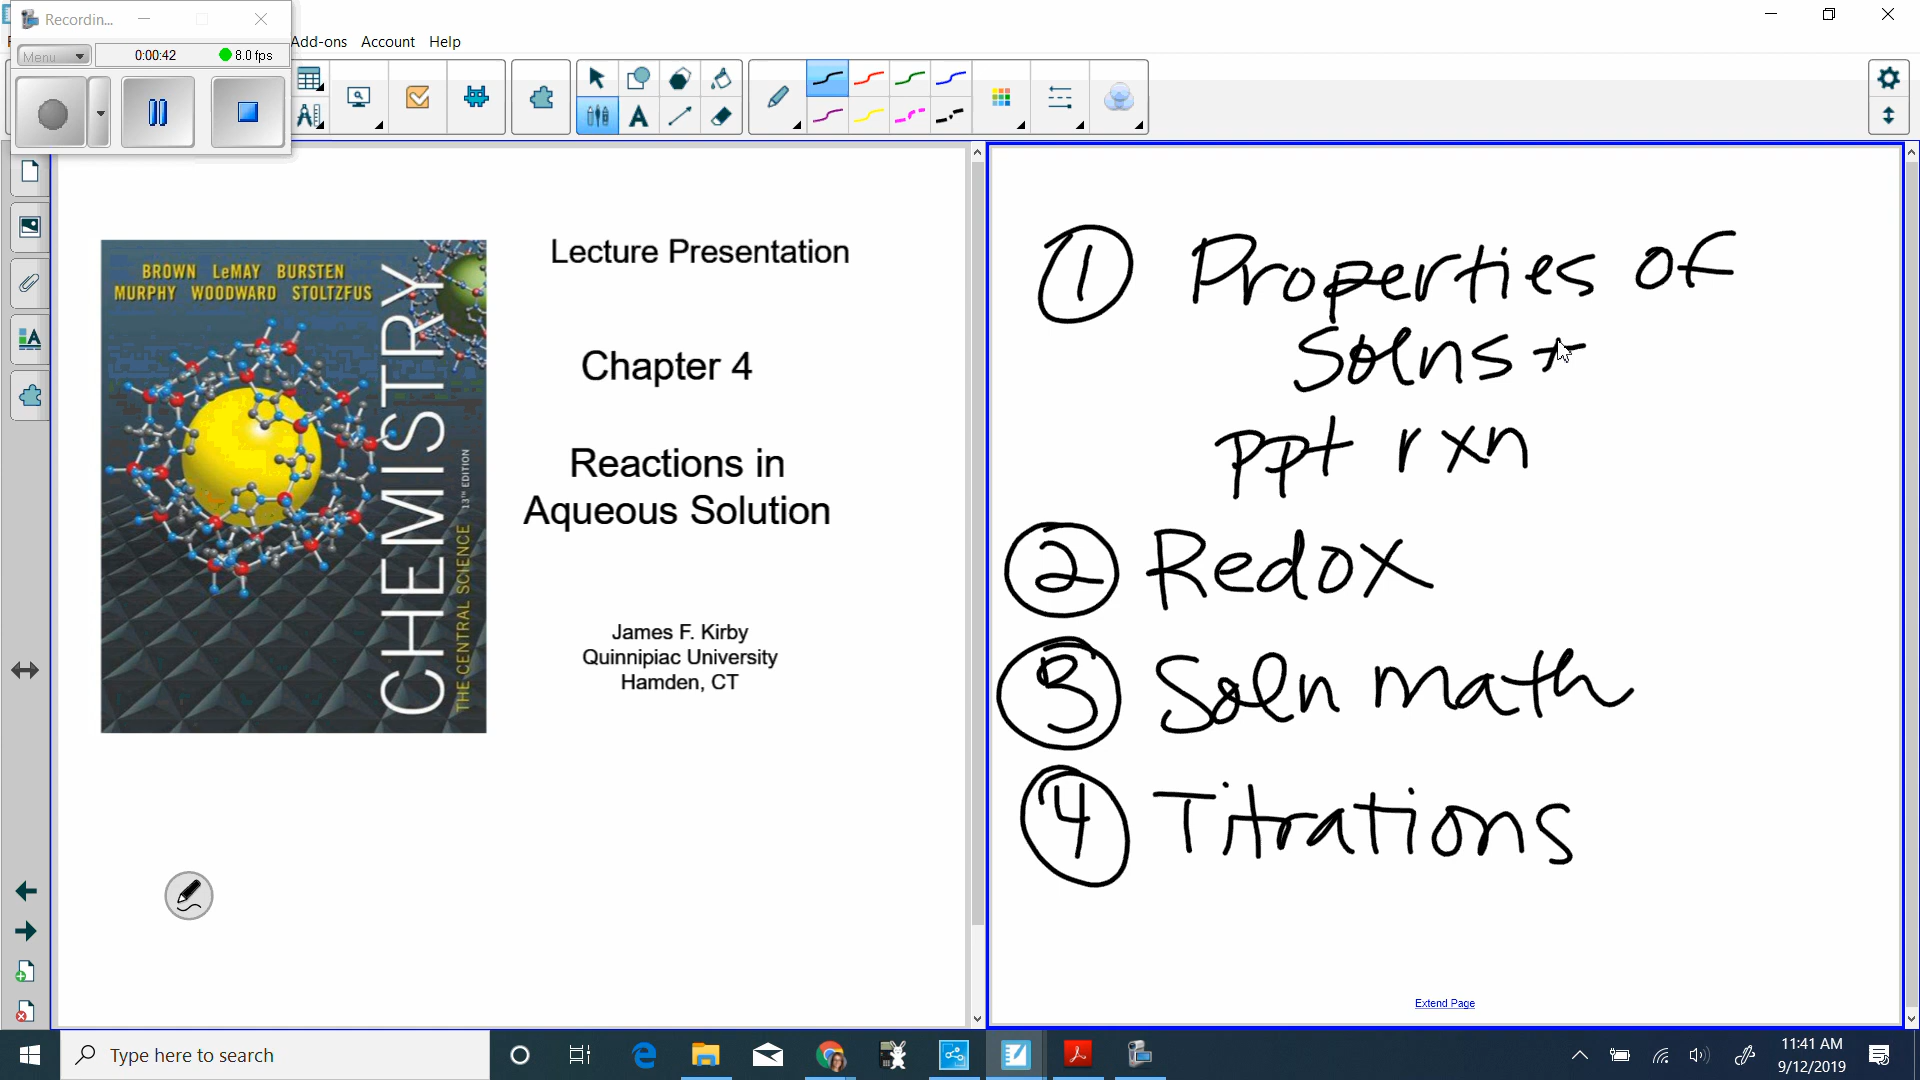 Recordin...
Menu
0:00:42
8.0 fps
Add-ons Account Help
BROWN LeMAY BURSTEN
MURPHY WOODWARD STOLTZFUS
CHEMISTRY
THE CENTRAL SCIENCE
13TH EDITION
Lecture Presentation
Chapter 4
Reactions in
Aqueous Solution
James F. Kirby
Quinnipiac University
Hamden, CT
1 Properties of
Solns +
ppt rxn
2 Redox
3 Soln math
4 Titrations
Extend Page
Type here to search
11:41 AM
9/12/2019